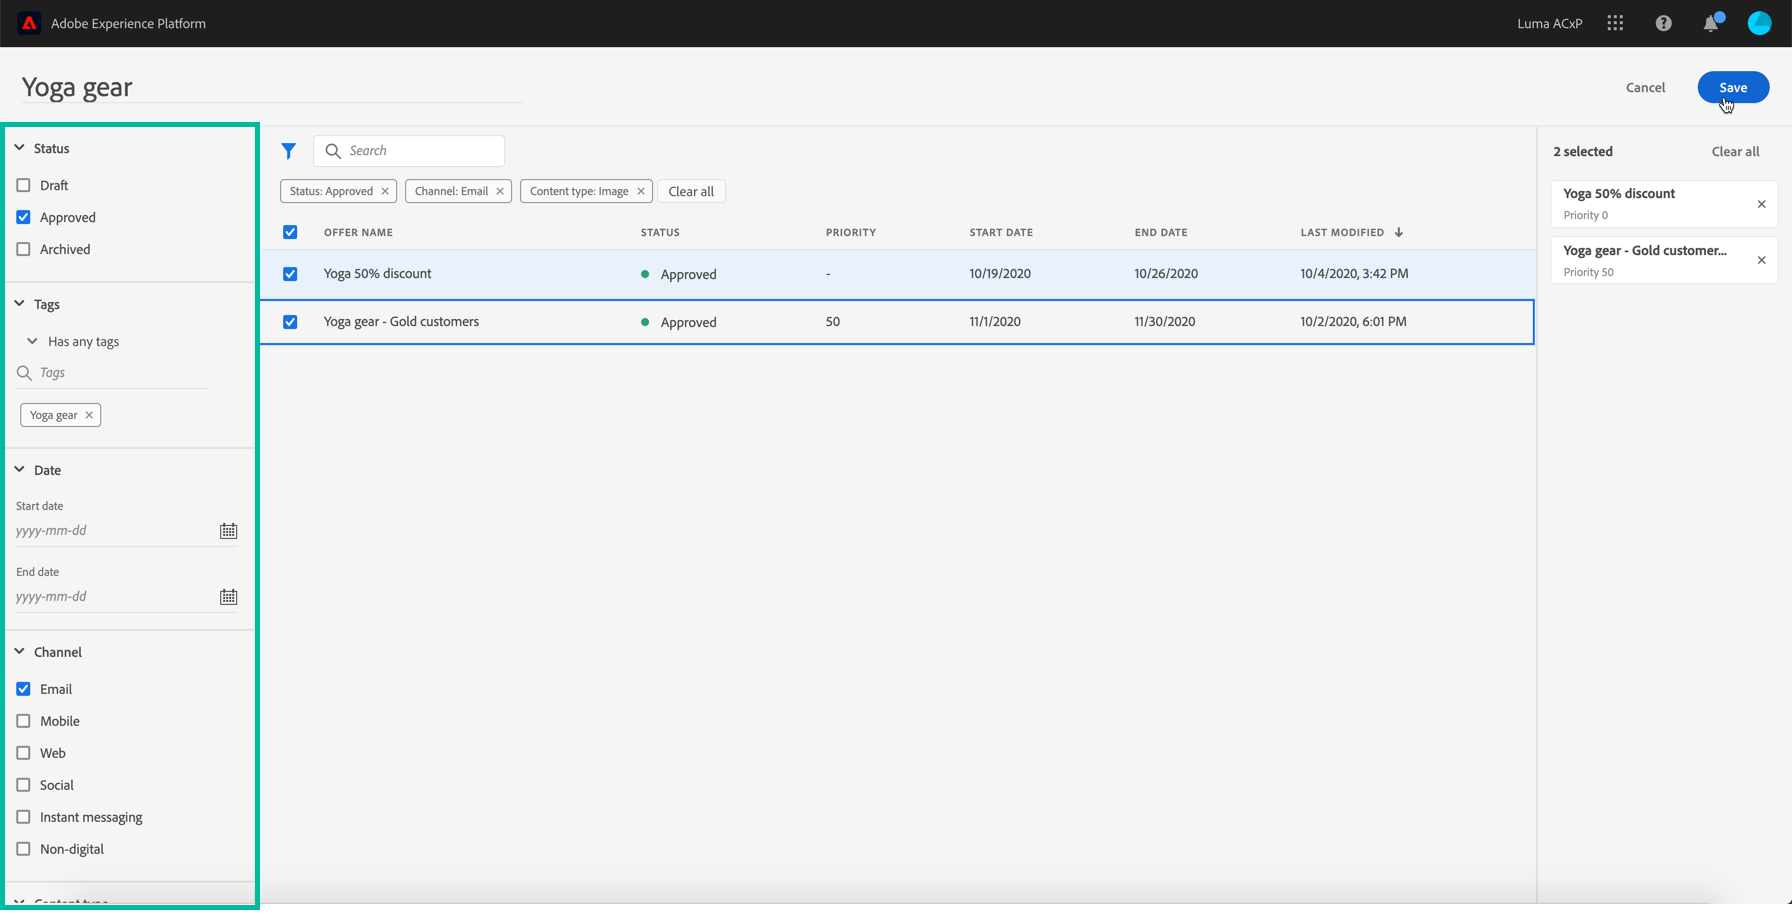 Adobe Experience Platform
Luma ACxP
Yoga gear
Cancel
Save
Status
Draft
Approved
Archived
Tags
Has any tags
Tags
Yoga gear
Date
Start date
yyyy-mm-dd
End date
yyyy-mm-dd
Channel
Email
Mobile
Web
Social
Instant messaging
Non-digital
Content type
Search
Status: Approved Channel: Email Content type: Image Clear all
OFFER NAME STATUS PRIORITY START DATE END DATE LAST MODIFIED
Yoga 50% discount Approved - 10/19/2020 10/26/2020 10/4/2020, 3:42 PM
Yoga gear - Gold customers Approved 50 11/1/2020 11/30/2020 10/2/2020, 6:01 PM
2 selected Clear all
Yoga 50% discount
Priority 0
Yoga gear - Gold customer...
Priority 50